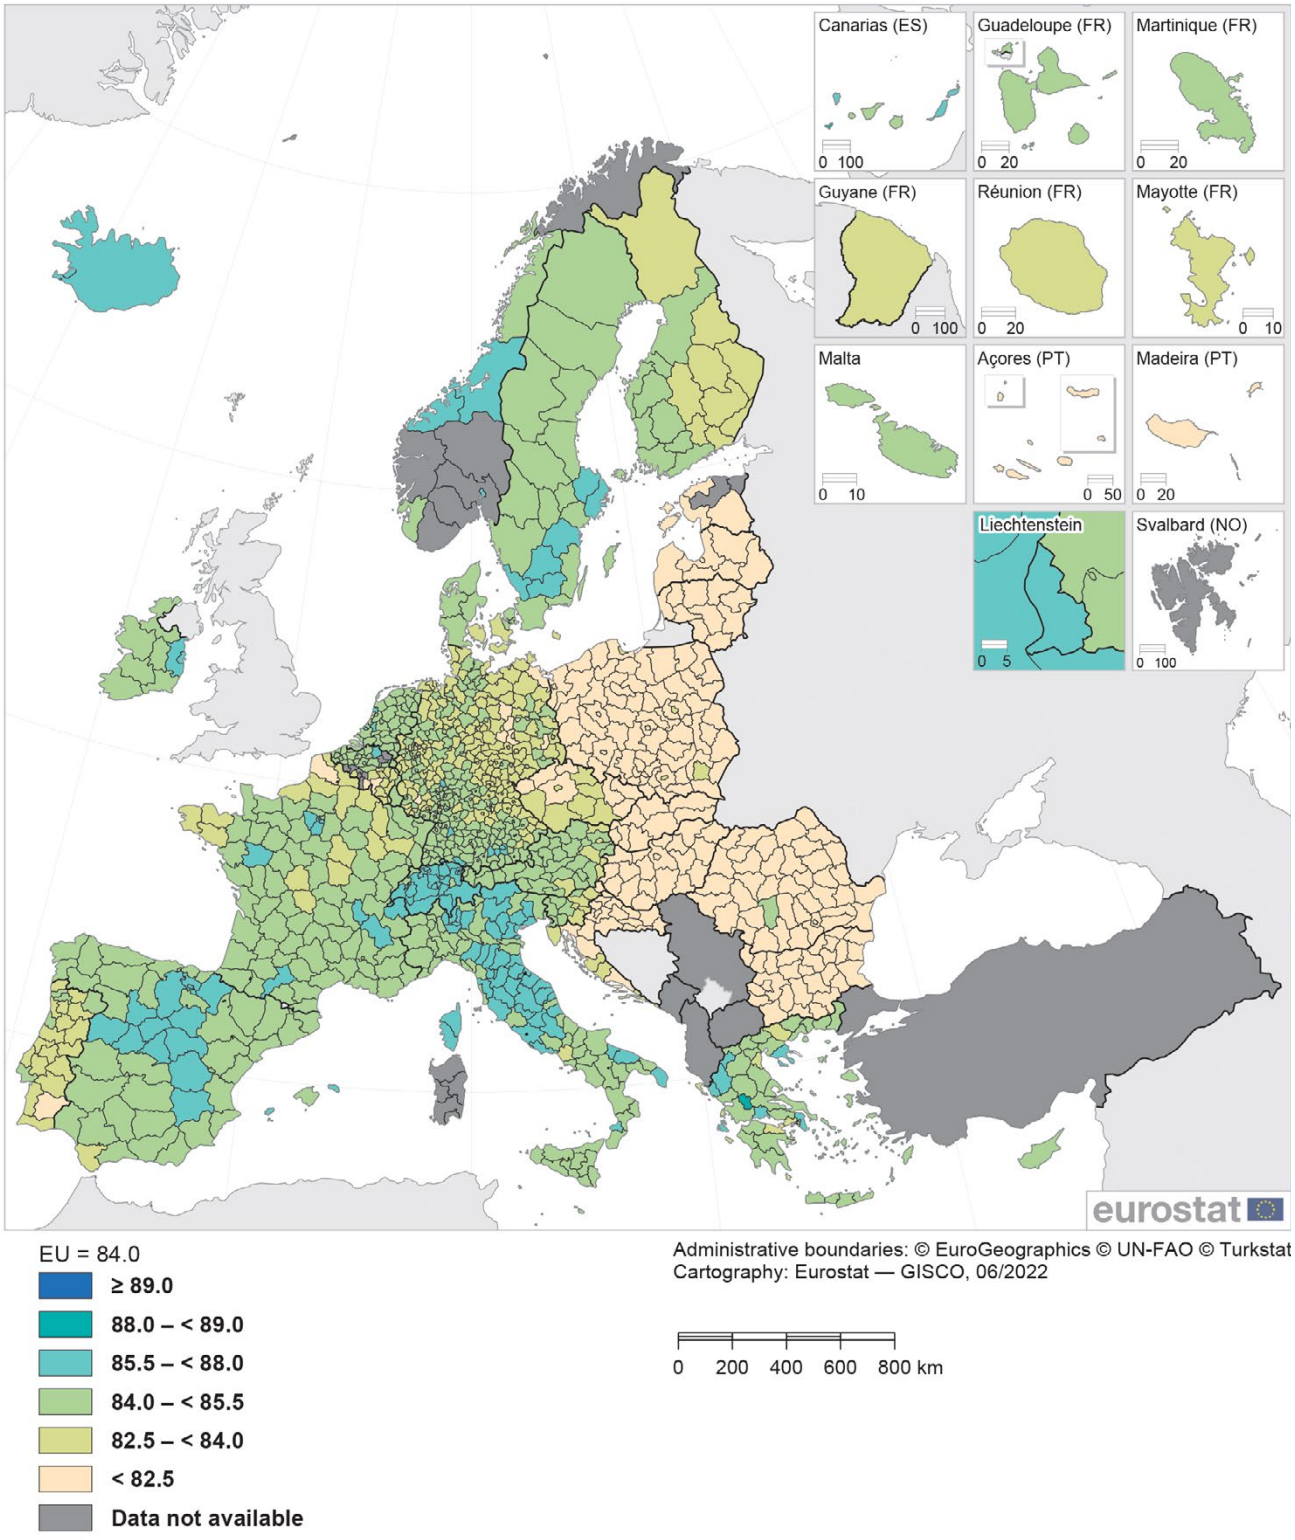 Canarias (ES)
0 100
Guadeloupe (FR)
0 20
Martinique (FR)
0 20
Guyane (FR)
0 100
Réunion (FR)
0 20
Mayotte (FR)
0 10
Malta
0 10
Açores (PT)
0 50
Madeira (PT)
0 20
Liechtenstein
0 5
Svalbard (NO)
0 100
eurostat
EU = 84.0
≥ 89.0
88.0 – < 89.0
85.5 – < 88.0
84.0 – < 85.5
82.5 – < 84.0
< 82.5
Data not available
Administrative boundaries: © EuroGeographics © UN-FAO © Turkstat
Cartography: Eurostat — GISCO, 06/2022
0 200 400 600 800 km